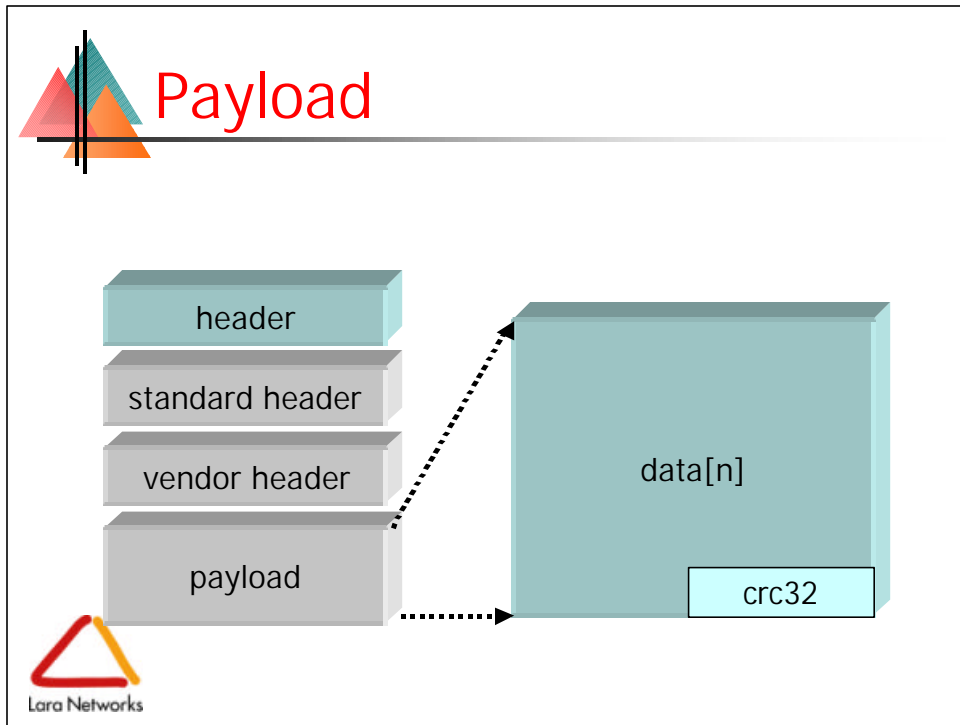 Payload
header
standard header
vendor header
payload
data[n]
crc32
Lara Networks